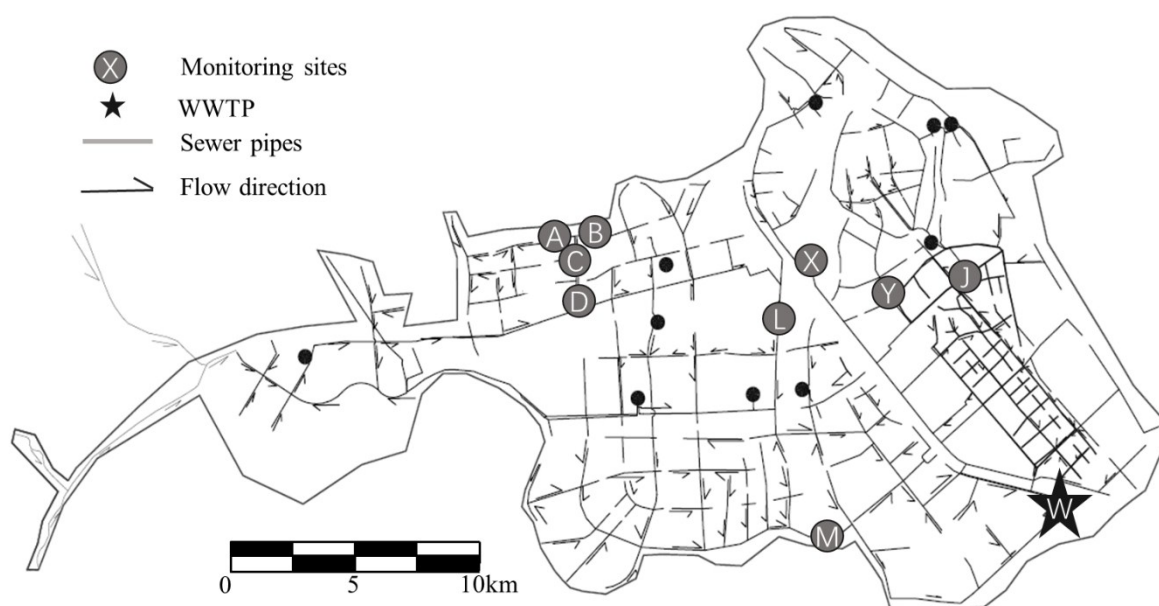 X Monitoring sites
WWTP
Sewer pipes
Flow direction
A B
C
D
X
L
Y
J
M
W
0 5 10km